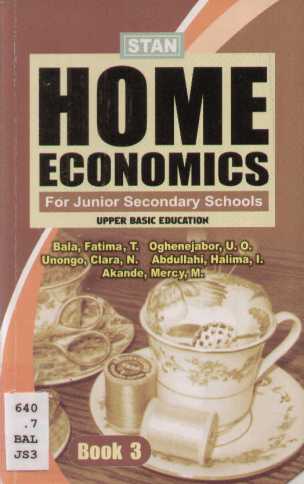 STAN
HOME
ECONOMICS
For Junior Secondary Schools
UPPER BASIC EDUCATION
Bala, Fatima, T. Oghenejabor, U. O.
Unongo, Clara, N. Abdullahi, Halima, I.
Akande, Mercy, M.
640
.7
BAL
JS3
Book 3